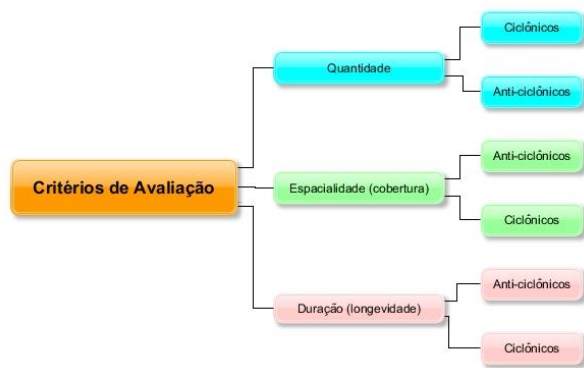 Critérios de Avaliação
Quantidade
Ciclônicos
Anti-ciclônicos
Espacialidade (cobertura)
Anti-ciclônicos
Ciclônicos
Duração (longevidade)
Anti-ciclônicos
Ciclônicos